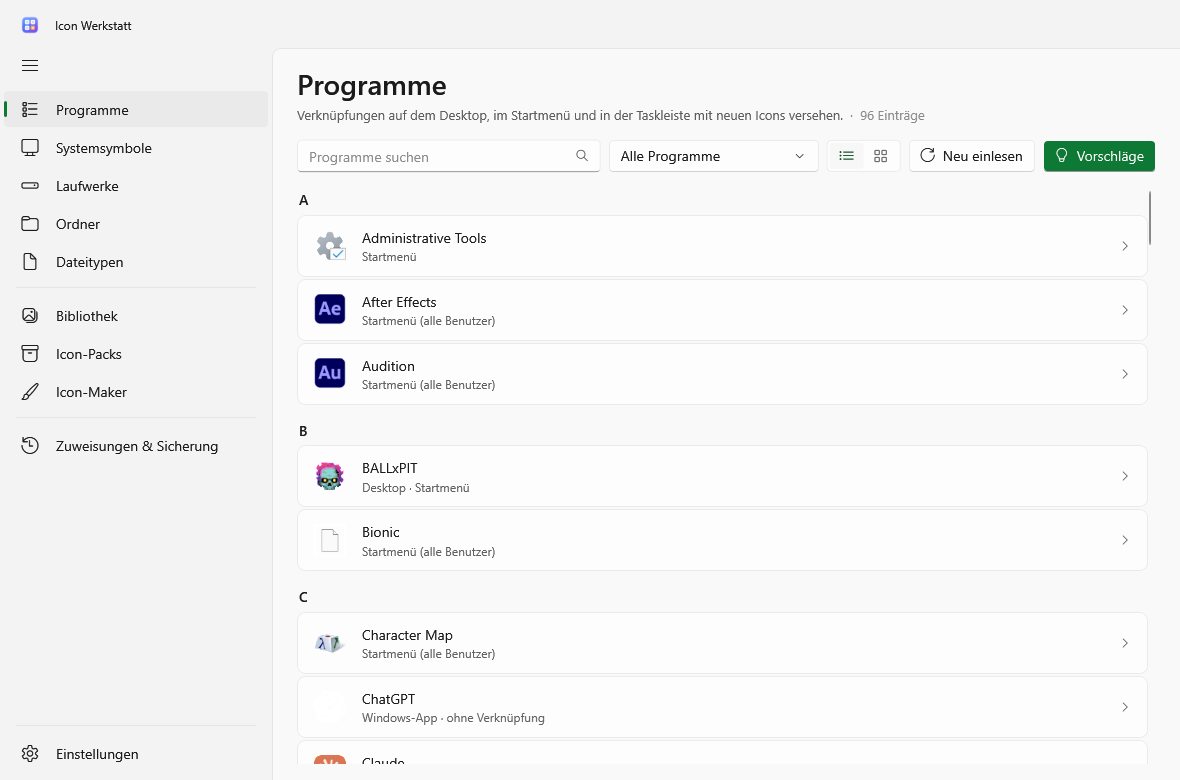 Icon Werkstatt
Programme
Systemsymbole
Laufwerke
Ordner
Dateitypen
Bibliothek
Icon-Packs
Icon-Maker
Zuweisungen & Sicherung
Einstellungen
Programme
Verknüpfungen auf dem Desktop, im Startmenü und in der Taskleiste mit neuen Icons versehen. · 96 Einträge
Programme suchen
Alle Programme
Neu einlesen
Vorschläge
A
Administrative Tools
Startmenü
Ae
After Effects
Startmenü (alle Benutzer)
Au
Audition
Startmenü (alle Benutzer)
B
BALLxPIT
Desktop · Startmenü
Bionic
Startmenü (alle Benutzer)
C
Character Map
Startmenü (alle Benutzer)
ChatGPT
Windows-App · ohne Verknüpfung
Claude